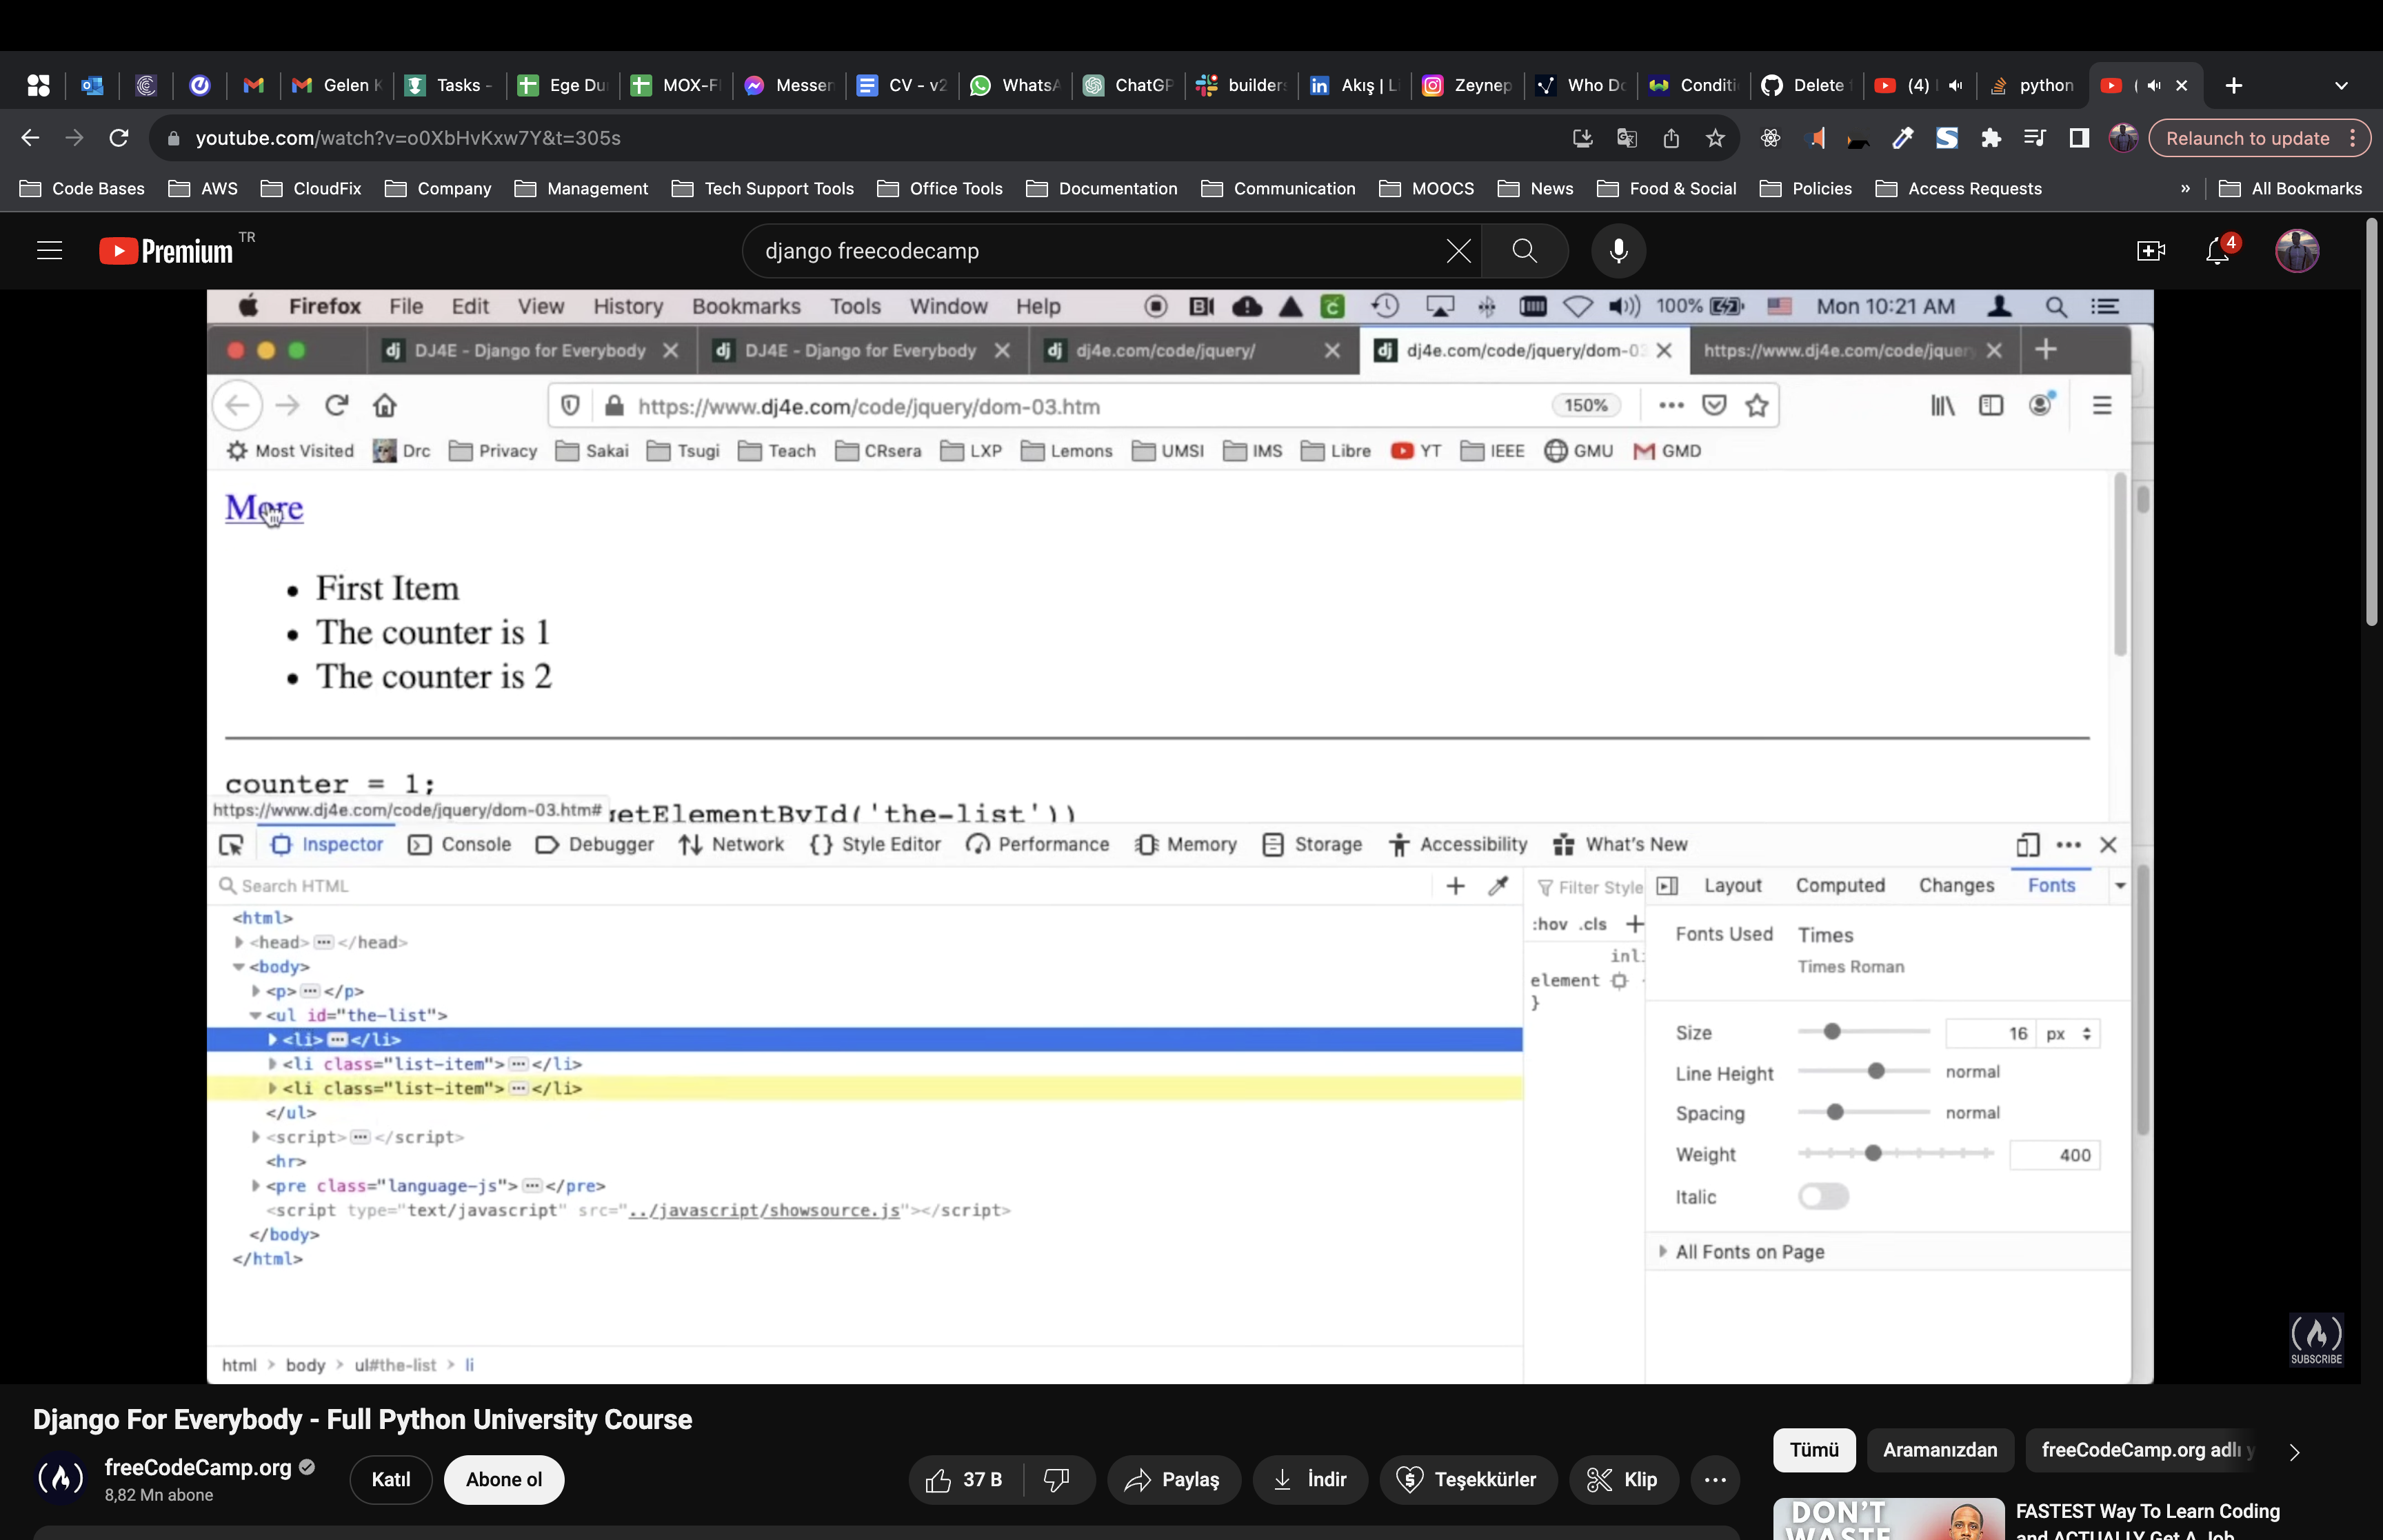 Gelen K
Tasks -
Ege Du
MOX-F
Messen
CV - v2
WhatsA
ChatGP
builder
Akış | L
Zeynep
Who Do
Conditi
Delete
(4)
python
youtube.com/watch?v=o0XbHvKxw7Y&t=305s
Relaunch to update
Code Bases
AWS
CloudFix
Company
Management
Tech Support Tools
Office Tools
Documentation
Communication
MOOCS
News
Food & Social
Policies
Access Requests
»
All Bookmarks
Premium TR
django freecodecamp
4
Firefox File Edit View History Bookmarks Tools Window Help
100%
Mon 10:21 AM
dj DJ4E - Django for Everybody
dj DJ4E - Django for Everybody
dj dj4e.com/code/jquery/
dj dj4e.com/code/jquery/dom-03
https://www.dj4e.com/code/jquer
https://www.dj4e.com/code/jquery/dom-03.htm
150%
Most Visited Drc Privacy Sakai Tsugi Teach CRsera LXP Lemons UMSI IMS Libre YT IEEE GMU GMD
More
• First Item
• The counter is 1
• The counter is 2
counter = 1;
https://www.dj4e.com/code/jquery/dom-03.htm#
getElementById('the-list'))
Inspector Console Debugger Network Style Editor Performance Memory Storage Accessibility What's New
Search HTML
<html>
<head> ••• </head>
<body>
<p> ••• </p>
<ul id="the-list">
<li> ••• </li>
<li class="list-item"> ••• </li>
<li class="list-item"> ••• </li>
</ul>
<script> ••• </script>
<hr>
<pre class="language-js"> ••• </pre>
<script type="text/javascript" src="../javascript/showsource.js"></script>
</body>
</html>
html > body > ul#the-list > li
Filter Style
:hov .cls +
inli
element
}
Layout Computed Changes Fonts
Fonts Used Times
Times Roman
Size 16 px
Line Height normal
Spacing normal
Weight 400
Italic
All Fonts on Page
SUBSCRIBE
Django For Everybody - Full Python University Course
freeCodeCamp.org
8,82 Mn abone
Katıl
Abone ol
37 B
Paylaş
İndir
Teşekkürler
Klip
Tümü
Aramanızdan
freeCodeCamp.org adlı y
DON'T
WASTE
FASTEST Way To Learn Coding
and ACTUALLY Get A Job